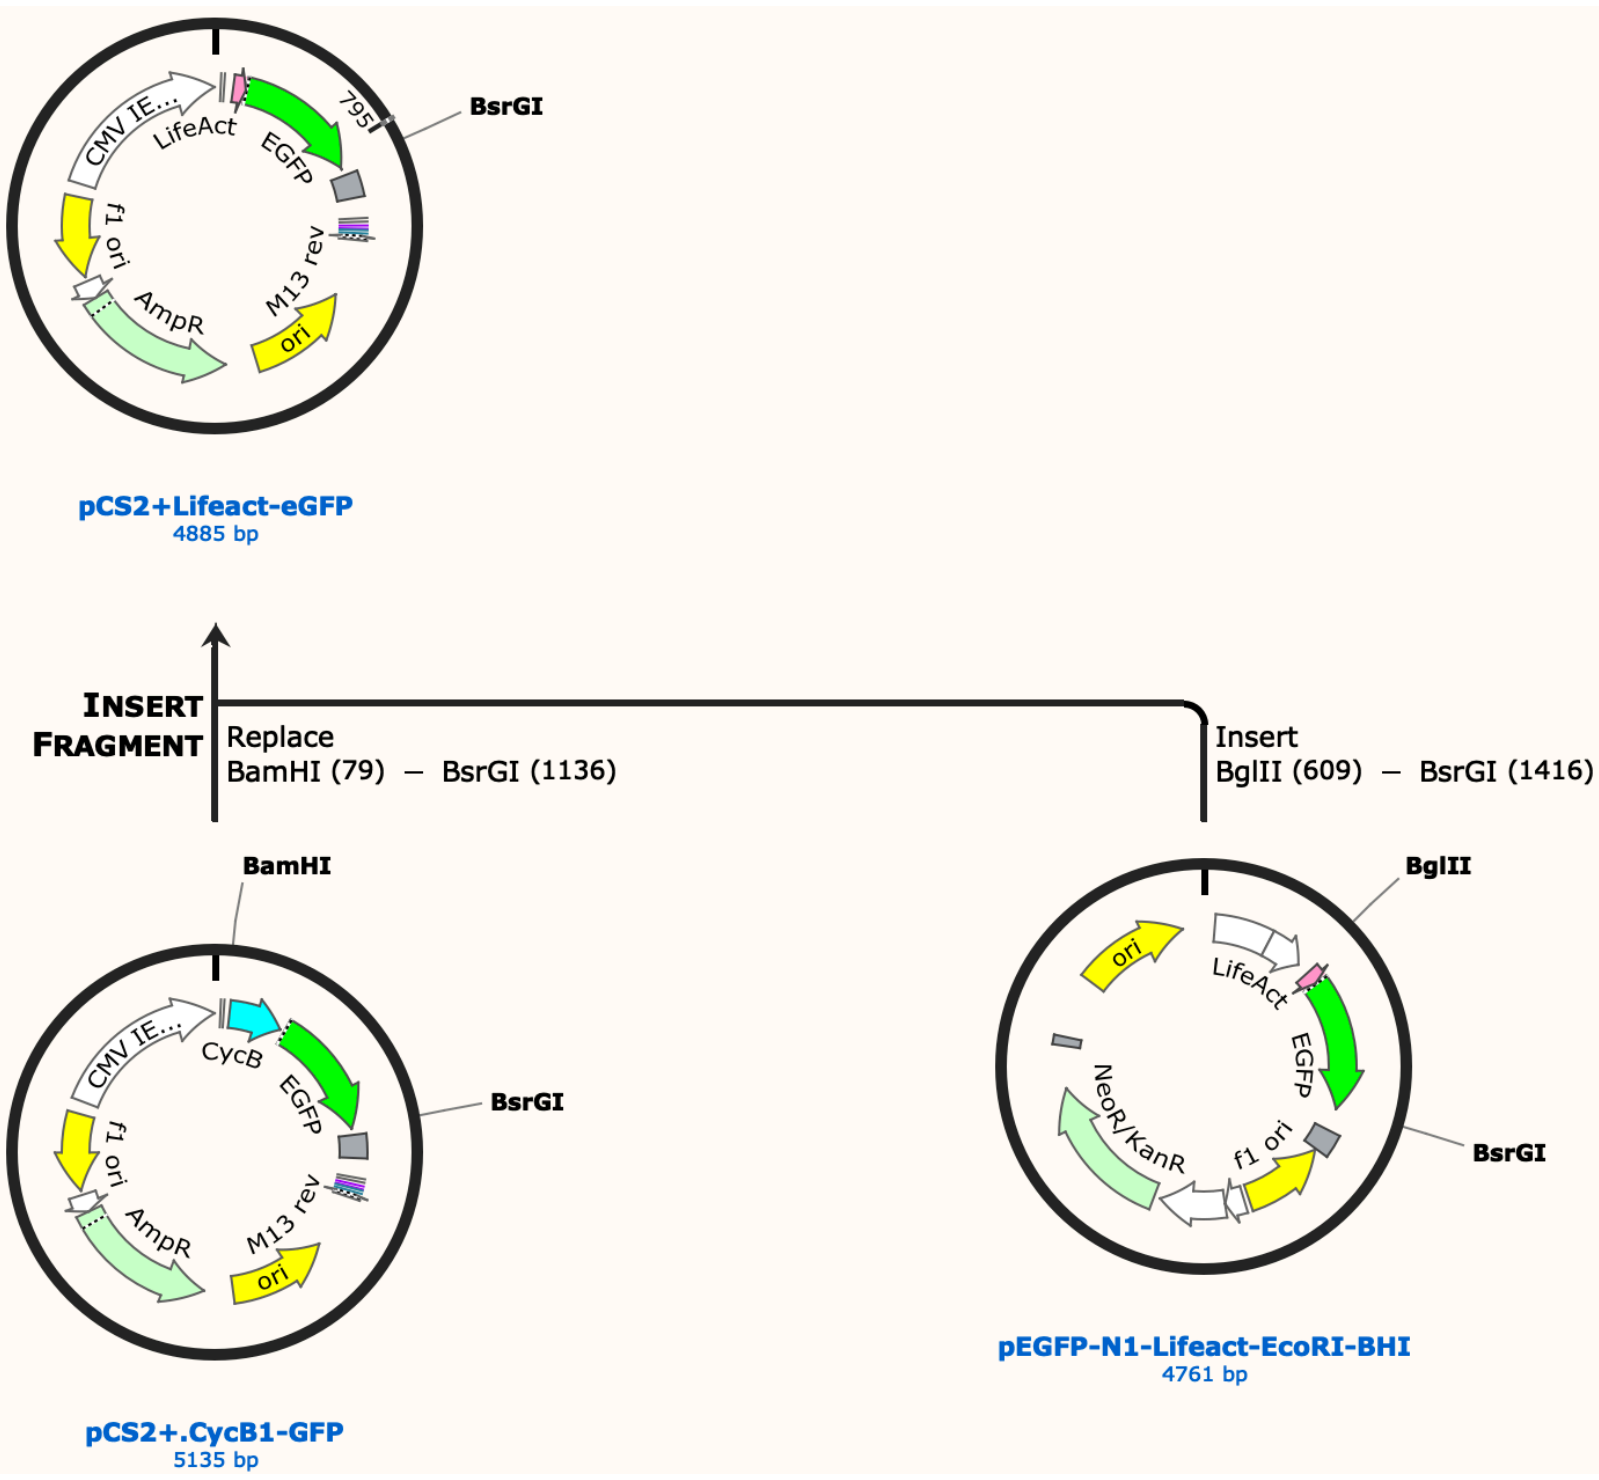 CMV IE...
LifeAct
EGFP
795
BsrGI
f1 ori
M13 rev
AmpR
ori
pCS2+Lifeact-eGFP
4885 bp
INSERT
FRAGMENT
Replace
BamHI (79) – BsrGI (1136)
Insert
BglII (609) – BsrGI (1416)
BamHI
CMV IE...
CycB
EGFP
BsrGI
f1 ori
M13 rev
AmpR
ori
pCS2+.CycB1-GFP
5135 bp
BglII
ori
LifeAct
EGFP
NeoR/KanR
f1 ori
BsrGI
pEGFP-N1-Lifeact-EcoRI-BHI
4761 bp